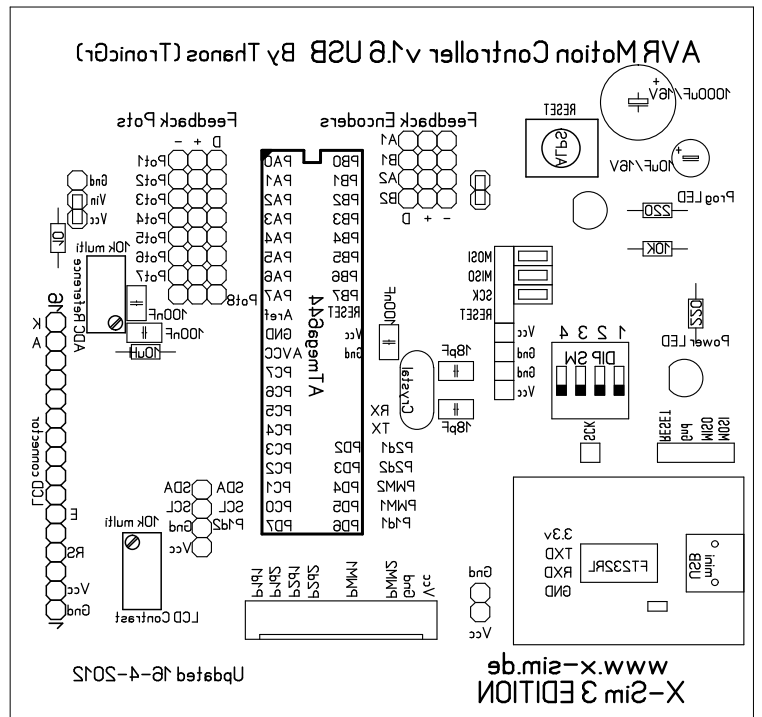 AVR Motion Controller v1.6 USB By Thanos (TronicGr)
1000uF/16V
RESET
ALPS
10uF/16V
Prog LED
220
10K
220
Power LED
Feedback Encoders
A1
B1
A2
B2
D + -
Feedback Pots
- + D
Pot1
Pot2
Pot3
Pot4
Pot5
Pot6
Pot7
Pot8
Gnd
Vin
Vcc
10
10k multi
ADC Reference
100nF
100nF
10uH
PB0 PA0
PB1 PA1
PB2 PA2
PB3 PA3
PB4 PA4
PB5 PA5
PB6 PA6
PB7 PA7
RESET Aref
Vcc GND
Gnd AVCC
PC7
PC6
PC5
PC4
PD2 PC3
PD3 PC2
PD4 PC1
PD5 PC0
PD6 PD7
ATmega644
RX
TX
P2d1
P2d2
PWM2
PWM1
P1d1
100nF
18pF
Crystal
18pF
MOSI
MISO
SCK
RESET
Vcc
Gnd
Gnd
Vcc
1 2 3 4
DIP SW
SCK
RESET
Gnd
MISO
MOSI
16
K
A
LCD connector
E
RS
Vcc
Gnd
1
10k multi
LCD Contrast
SDA SDA
SCL SCL
Gnd P1d2
Vcc
P1d1
P1d2
P2d1
P2d2
PWM1
PWM2
Gnd
Vcc
Gnd
Vcc
3.3v
TXD
RXD
GND
FT232RL
USB
mini
www.x-sim.de
X-Sim 3 EDITION
Updated 16-4-2012